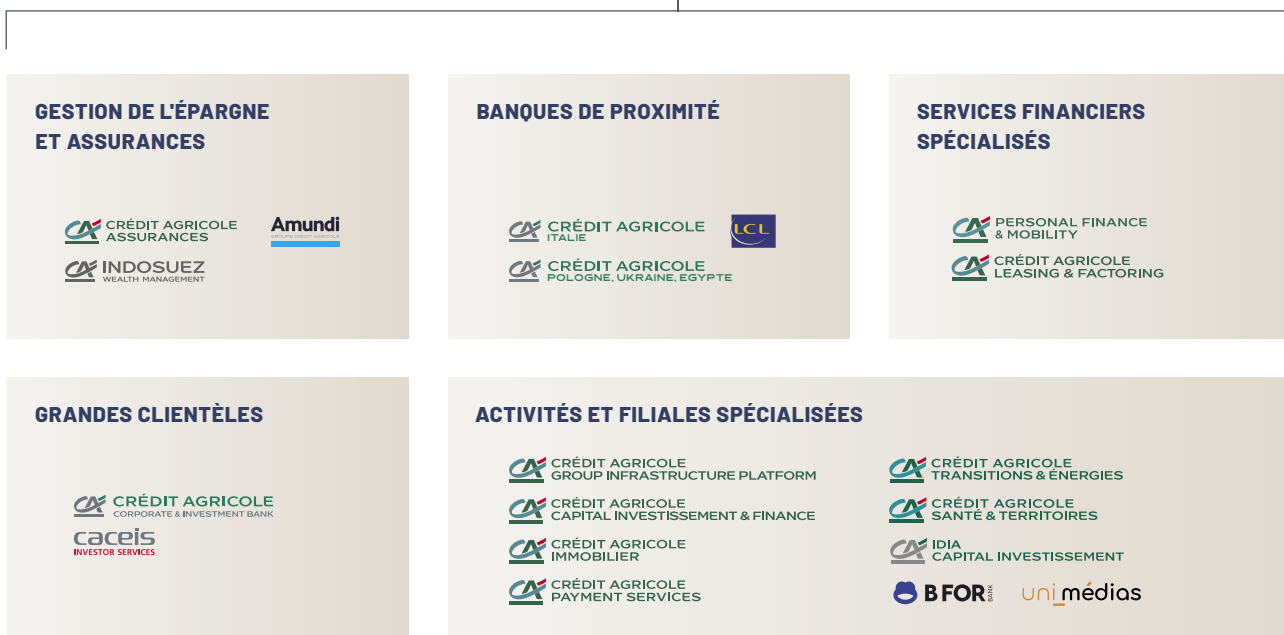 GESTION DE L'ÉPARGNE
ET ASSURANCES
CRÉDIT AGRICOLE
ASSURANCES
Amundi
GROUPE CRÉDIT AGRICOLE
INDOSUEZ
WEALTH MANAGEMENT
BANQUES DE PROXIMITÉ
CRÉDIT AGRICOLE
ITALIE
LCL
CRÉDIT AGRICOLE
POLOGNE, UKRAINE, EGYPTE
SERVICES FINANCIERS
SPÉCIALISÉS
PERSONAL FINANCE
& MOBILITY
CRÉDIT AGRICOLE
LEASING & FACTORING
GRANDES CLIENTÈLES
CRÉDIT AGRICOLE
CORPORATE & INVESTMENT BANK
caceis
INVESTOR SERVICES
ACTIVITÉS ET FILIALES SPÉCIALISÉES
CRÉDIT AGRICOLE
GROUP INFRASTRUCTURE PLATFORM
CRÉDIT AGRICOLE
CAPITAL INVESTISSEMENT & FINANCE
CRÉDIT AGRICOLE
IMMOBILIER
CRÉDIT AGRICOLE
PAYMENT SERVICES
CRÉDIT AGRICOLE
TRANSITIONS & ÉNERGIES
CRÉDIT AGRICOLE
SANTÉ & TERRITOIRES
IDIA
CAPITAL INVESTISSEMENT
B FOR BANK
uni_médias